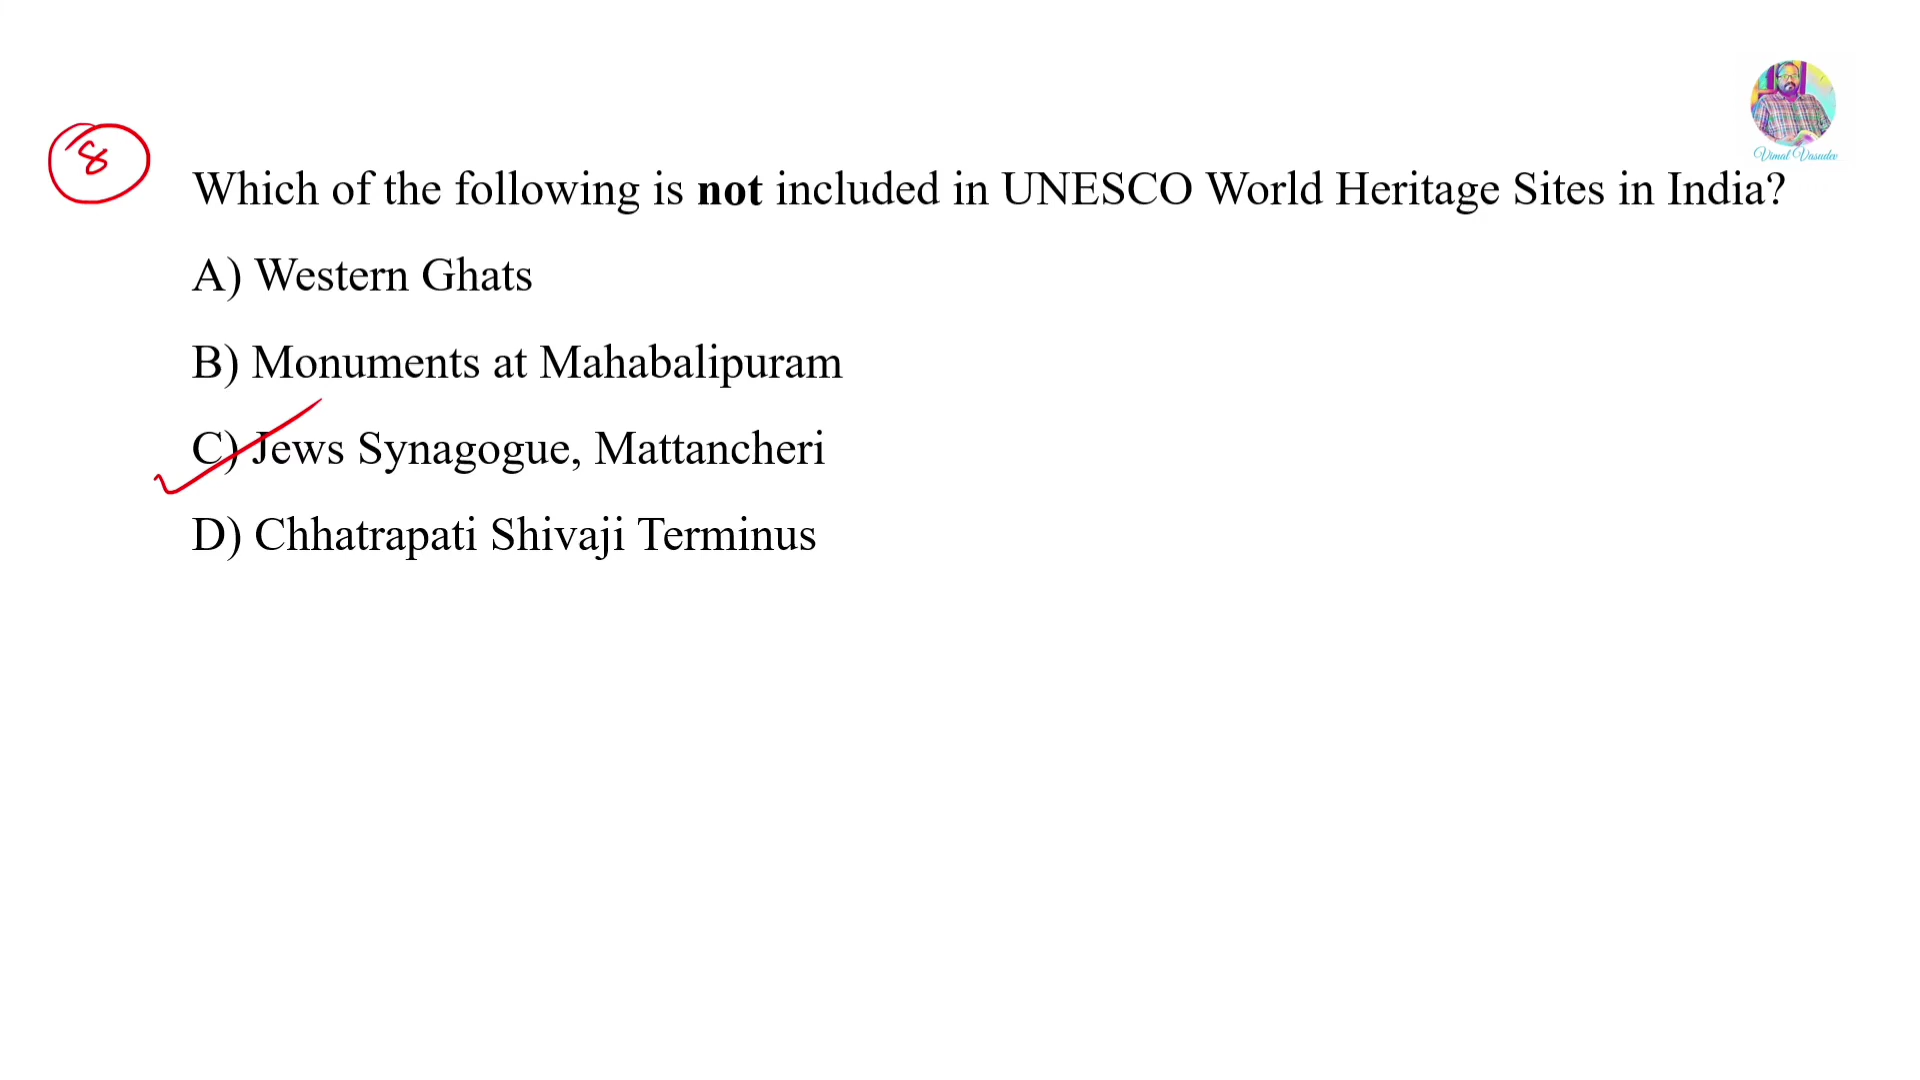 Vimal Vasudev
8
Which of the following is not included in UNESCO World Heritage Sites in India?
A) Western Ghats
B) Monuments at Mahabalipuram
C) Jews Synagogue, Mattancheri
D) Chhatrapati Shivaji Terminus